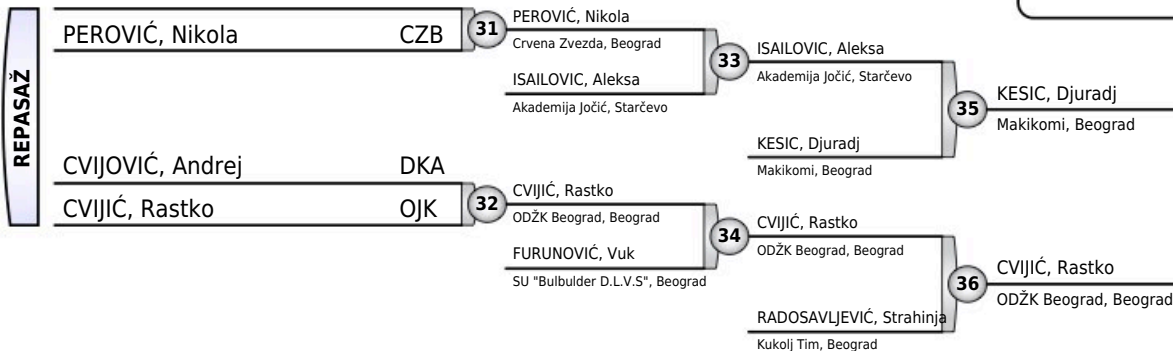 REPASAŽ
PEROVIĆ, Nikola CZB
31
PEROVIĆ, Nikola
Crvena Zvezda, Beograd
ISAILOVIC, Aleksa
Akademija Jočić, Starčevo
33
ISAILOVIC, Aleksa
Akademija Jočić, Starčevo
KESIC, Djuradj
Makikomi, Beograd
35
KESIC, Djuradj
Makikomi, Beograd
CVIJOVIĆ, Andrej DKA
CVIJIĆ, Rastko OJK
32
CVIJIĆ, Rastko
ODŽK Beograd, Beograd
FURUNOVIĆ, Vuk
SU "Bulbulder D.L.V.S", Beograd
34
CVIJIĆ, Rastko
ODŽK Beograd, Beograd
RADOSAVLJEVIĆ, Strahinja
Kukolj Tim, Beograd
36
CVIJIĆ, Rastko
ODŽK Beograd, Beograd